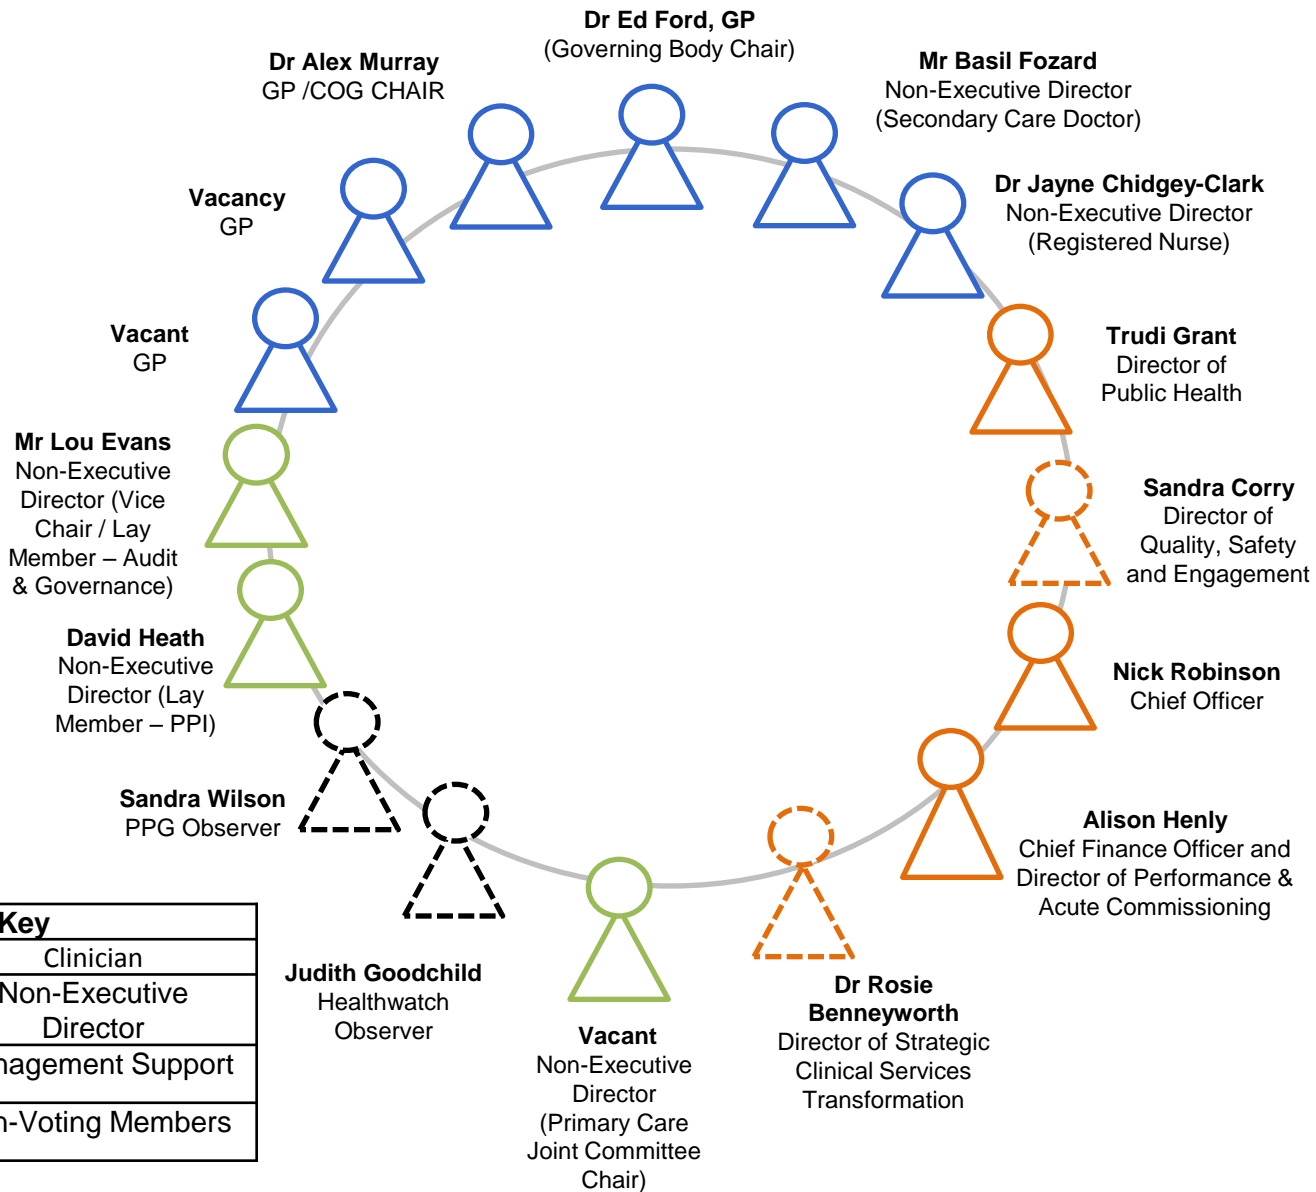 Dr Ed Ford, GP
(Governing Body Chair)
Dr Alex Murray
GP /COG CHAIR
Mr Basil Fozard
Non-Executive Director
(Secondary Care Doctor)
Vacancy
GP
Dr Jayne Chidgey-Clark
Non-Executive Director
(Registered Nurse)
Vacant
GP
Trudi Grant
Director of
Public Health
Mr Lou Evans
Non-Executive
Director (Vice
Chair / Lay
Member – Audit
& Governance)
Sandra Corry
Director of
Quality, Safety
and Engagement
David Heath
Non-Executive
Director (Lay
Member – PPI)
Nick Robinson
Chief Officer
Sandra Wilson
PPG Observer
Alison Henly
Chief Finance Officer and
Director of Performance &
Acute Commissioning
Judith Goodchild
Healthwatch
Observer
Vacant
Non-Executive
Director
(Primary Care
Joint Committee
Chair)
Dr Rosie
Benneyworth
Director of Strategic
Clinical Services
Transformation
Key
Clinician
Non-Executive
Director
nagement Support
n-Voting Members